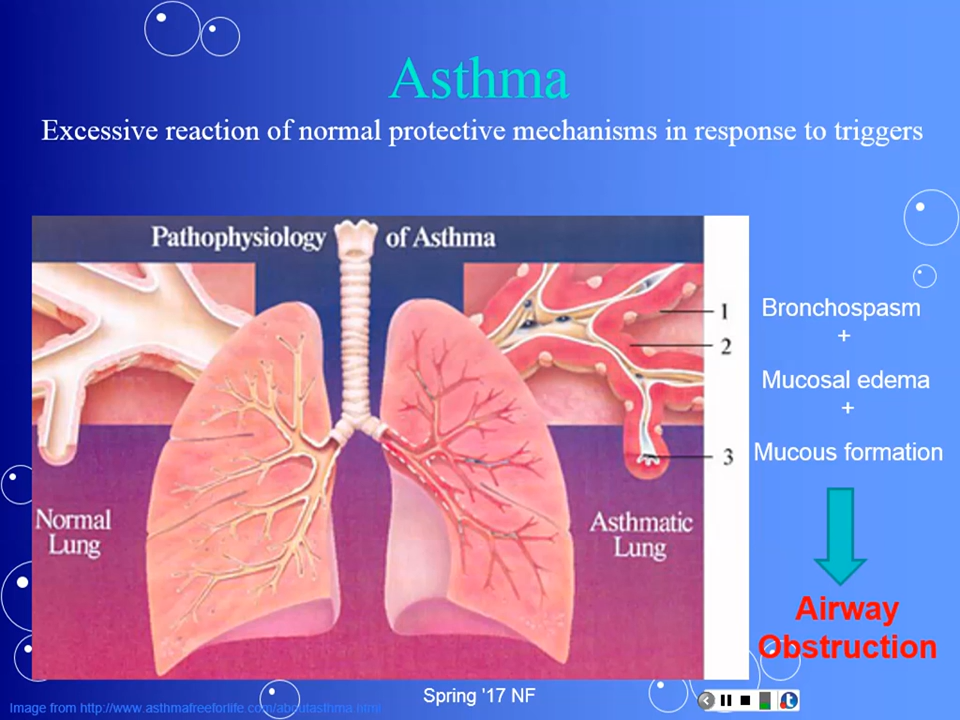 Asthma
Excessive reaction of normal protective mechanisms in response to triggers
Pathophysiology of Asthma
1
2
3
Bronchospasm
+
Mucosal edema
+
Mucous formation
Normal
Lung
Asthmatic
Lung
Airway
Obstruction
Spring '17 NF
Image from http://www.asthmafreeforlife.com/aboutasthma.html